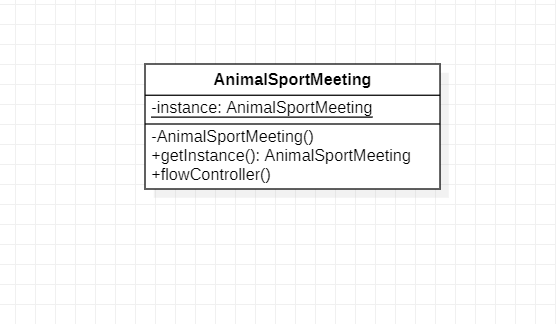 AnimalSportMeeting
-instance: AnimalSportMeeting
-AnimalSportMeeting()
+getInstance(): AnimalSportMeeting
+flowController()